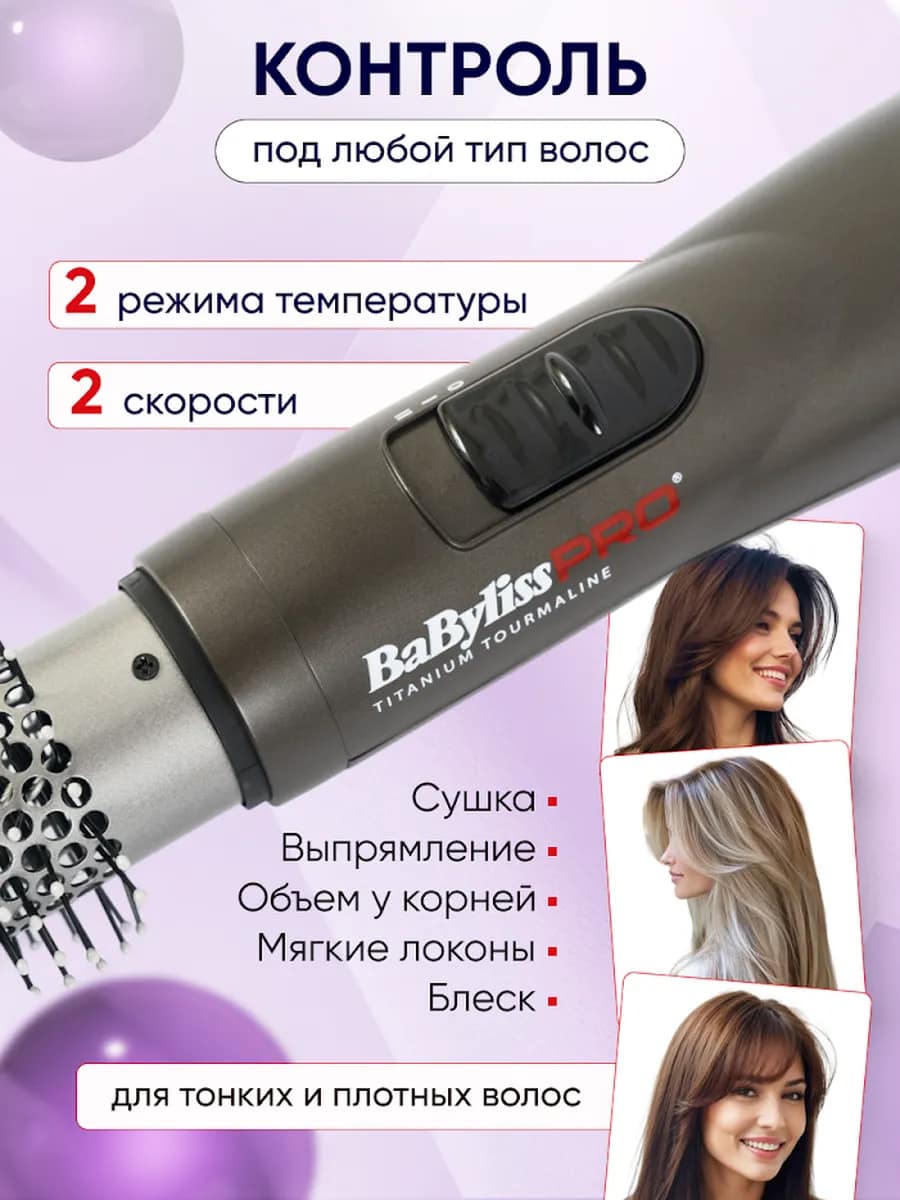 КОНТРОЛЬ
под любой тип волос
2 режима температуры
2 скорости
II I O
BaBylissPRO®
TITANIUM TOURMALINE
Сушка
Выпрямление
Объем у корней
Мягкие локоны
Блеск
для тонких и плотных волос